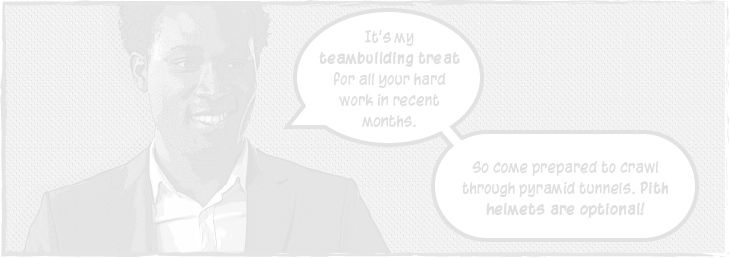 It's my
teambuilding treat
for all your hard
work in recent
months.
So come prepared to crawl
through pyramid tunnels. Pith
helmets are optional!